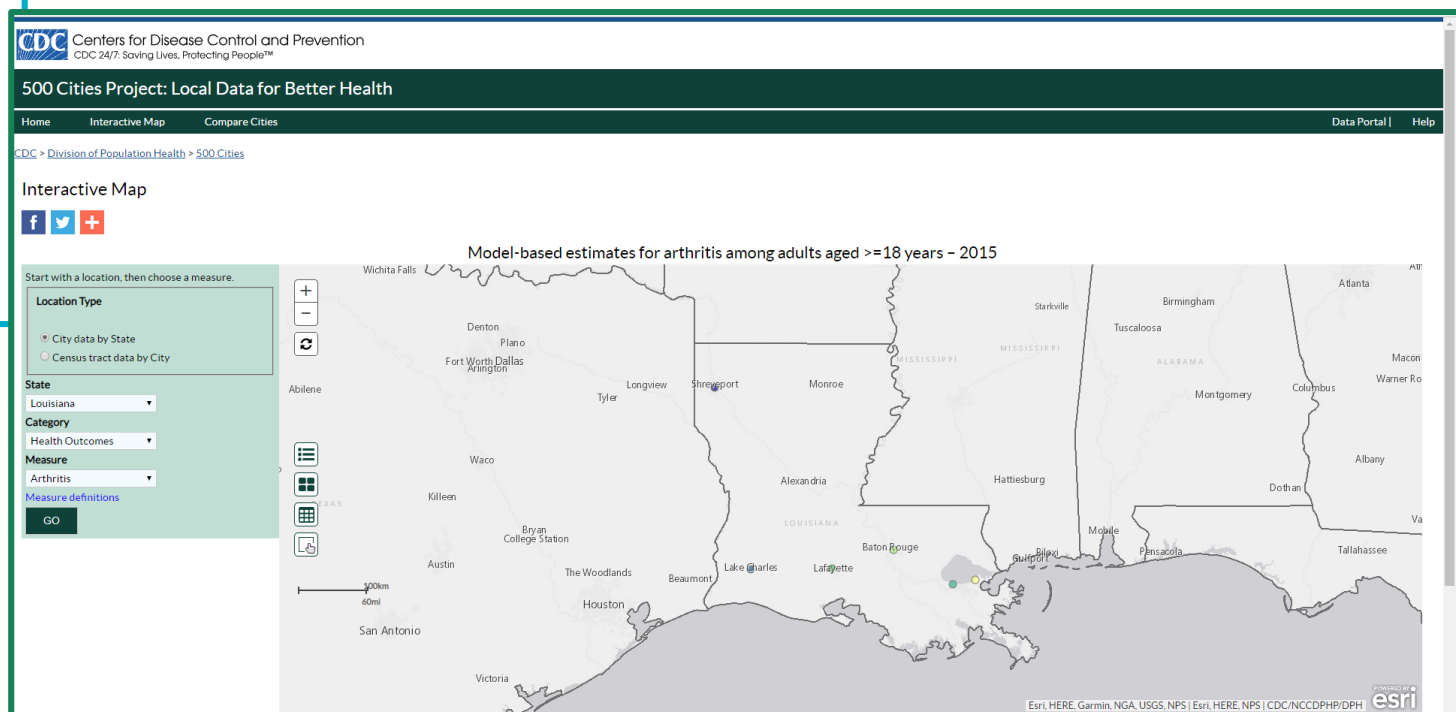 CDC
Centers for Disease Control and Prevention
CDC 24/7: Saving Lives, Protecting People™
500 Cities Project: Local Data for Better Health
Home Interactive Map Compare Cities Data Portal | Help
CDC > Division of Population Health > 500 Cities
Interactive Map
Model-based estimates for arthritis among adults aged >=18 years – 2015
Start with a location, then choose a measure.
Location Type
City data by State
Census tract data by City
State
Louisiana
Category
Health Outcomes
Measure
Arthritis
Measure definitions
GO
Wichita Falls
Atlanta
Birmingham
Starkville
Tuscaloosa
Denton
Plano
MISSISSIPPI
MISSISSIPPI
ALABAMA
Macon
Fort Worth Dallas
Arlington
Warner Ro
Abilene
Longview
Shreveport
Monroe
Columbus
Tyler
Montgomery
Waco
Albany
Alexandria
Hattiesburg
Dothan
Killeen
EXAS
LOUISIANA
Va
Bryan
College Station
Mobile
Baton Rouge
Biloxi
Gulfport
Pensacola
Tallahassee
Austin
The Woodlands
Beaumont
Lake Charles
Lafayette
100km
60mi
Houston
San Antonio
Victoria
POWERED BY
esri
Esri, HERE, Garmin, NGA, USGS, NPS | Esri, HERE, NPS | CDC/NCCDPHP/DPH